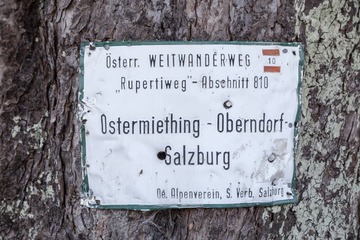 Österr. WEITWANDERWEG 10
„Rupertiweg"- Abschnitt 810
Ostermiething - Oberndorf-
Salzburg
Oe. Alpenverein, S. Verb. Salzburg